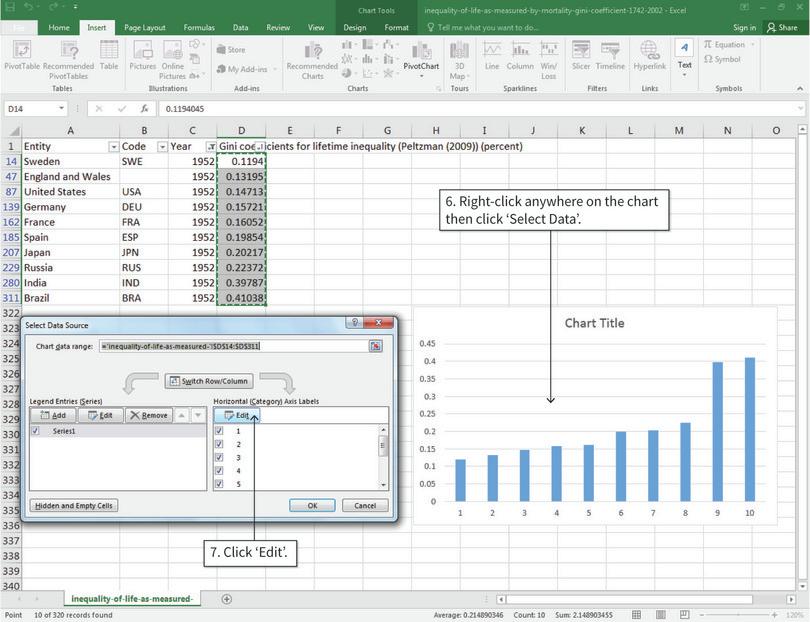 Chart Tools
inequality-of-life-as-measured-by-mortality-gini-coefficient-1742-2002 - Excel
File Home Insert Page Layout Formulas Data Review View Design Format Tell me what you want to do... Sign in Share
PivotTable Recommended PivotTables Table Pictures Online Pictures Store My Add-ins Recommended Charts PivotChart 3D Map Line Column Win/Loss Slicer Timeline Hyperlink Text Equation Symbol
Tables Illustrations Add-ins Charts Tours Sparklines Filters Links Symbols
D14 fx 0.1194045
A B C D E F G H I J K L M N O
1 Entity Code Year Gini coe icients for lifetime inequality (Peltzman (2009)) (percent)
14 Sweden SWE 1952 0.1194
47 England and Wales 1952 0.13195
87 United States USA 1952 0.14713
139 Germany DEU 1952 0.15721
162 France FRA 1952 0.16052
185 Spain ESP 1952 0.19854
207 Japan JPN 1952 0.20217
229 Russia RUS 1952 0.22372
280 India IND 1952 0.39787
311 Brazil BRA 1952 0.41038
322
323
324
325
326
327
328
329
330
331
332
333
334
335
336
337
338
339
340
6. Right-click anywhere on the chart
then click ‘Select Data’.
Select Data Source
Chart data range: ='inequality-of-life-as-measured-'!$D$14:$D$311
Switch Row/Column
Legend Entries (Series) Horizontal (Category) Axis Labels
Add Edit Remove Edit
Series1 1
2
3
4
5
Hidden and Empty Cells OK Cancel
7. Click ‘Edit’.
Chart Title
0.45
0.4
0.35
0.3
0.25
0.2
0.15
0.1
0.05
0
1 2 3 4 5 6 7 8 9 10
inequality-of-life-as-measured-
Point 10 of 320 records found Average: 0.214890346 Count: 10 Sum: 2.148903455 120%